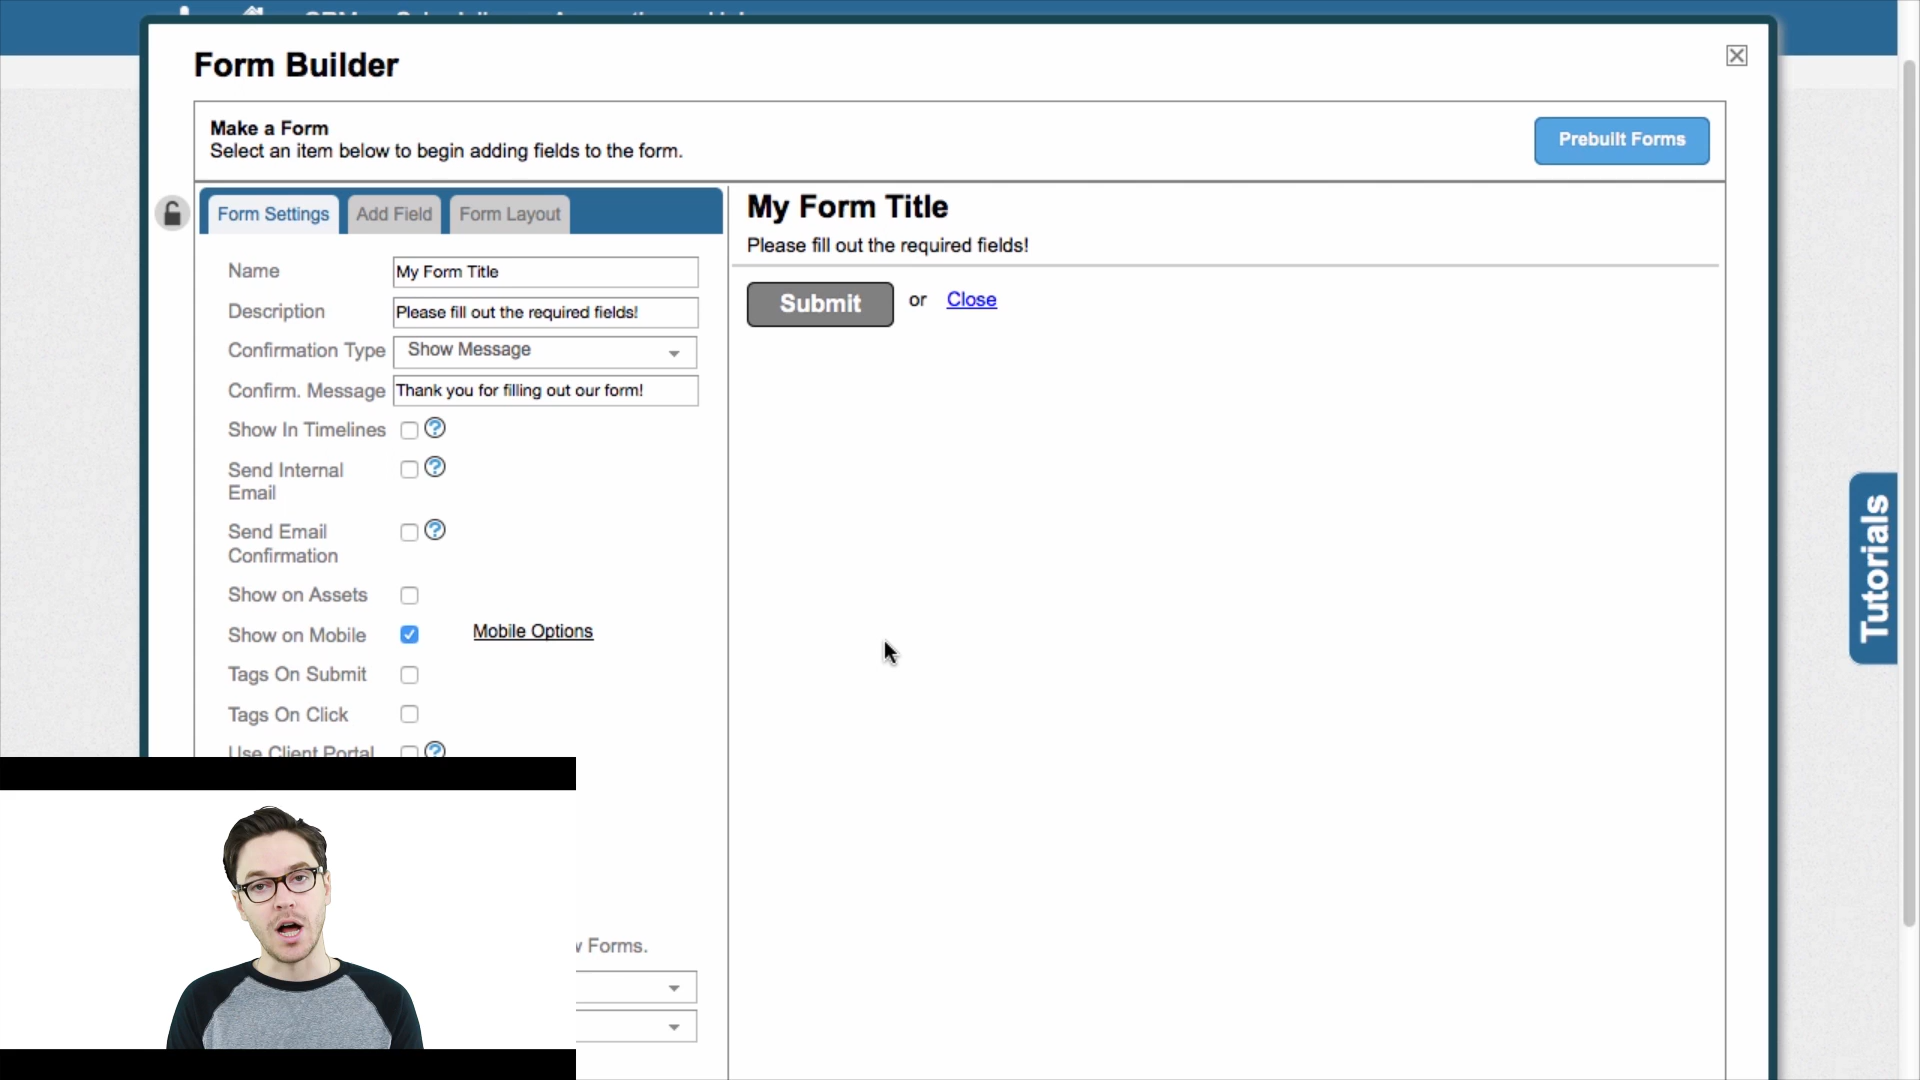 Form Builder
Make a Form
Select an item below to begin adding fields to the form.
Prebuilt Forms
Form Settings
Add Field
Form Layout
Name
My Form Title
Description
Please fill out the required fields!
Confirmation Type
Show Message
Confirm. Message
Thank you for filling out our form!
Show In Timelines
Send Internal
Email
Send Email
Confirmation
Show on Assets
Show on Mobile
Mobile Options
Tags On Submit
Tags On Click
Use Client Portal
Forms.
My Form Title
Please fill out the required fields!
Submit
or
Close
Tutorials